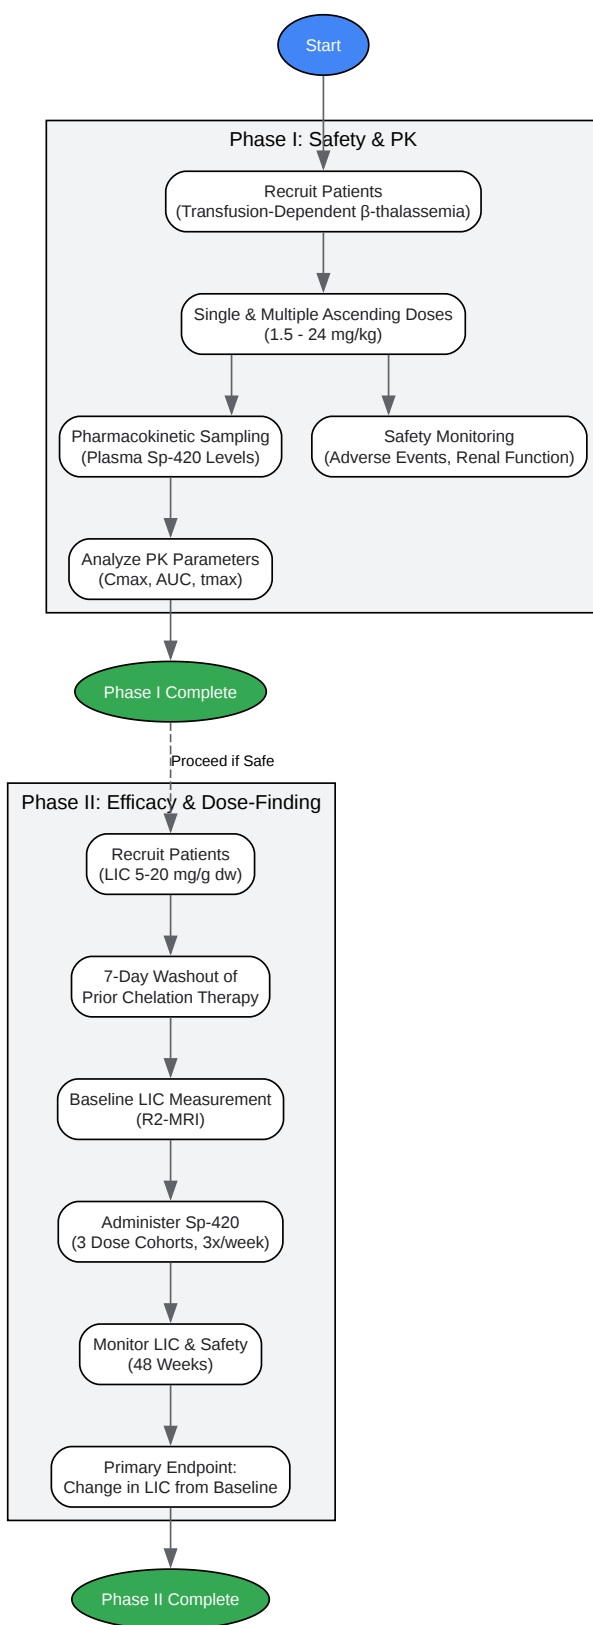 Start
Phase I: Safety & PK
Recruit Patients
(Transfusion-Dependent β-thalassemia)
Single & Multiple Ascending Doses
(1.5 - 24 mg/kg)
Pharmacokinetic Sampling
(Plasma Sp-420 Levels)
Safety Monitoring
(Adverse Events, Renal Function)
Analyze PK Parameters
(Cmax, AUC, tmax)
Phase I Complete
Proceed if Safe
Phase II: Efficacy & Dose-Finding
Recruit Patients
(LIC 5-20 mg/g dw)
7-Day Washout of
Prior Chelation Therapy
Baseline LIC Measurement
(R2-MRI)
Administer Sp-420
(3 Dose Cohorts, 3x/week)
Monitor LIC & Safety
(48 Weeks)
Primary Endpoint:
Change in LIC from Baseline
Phase II Complete